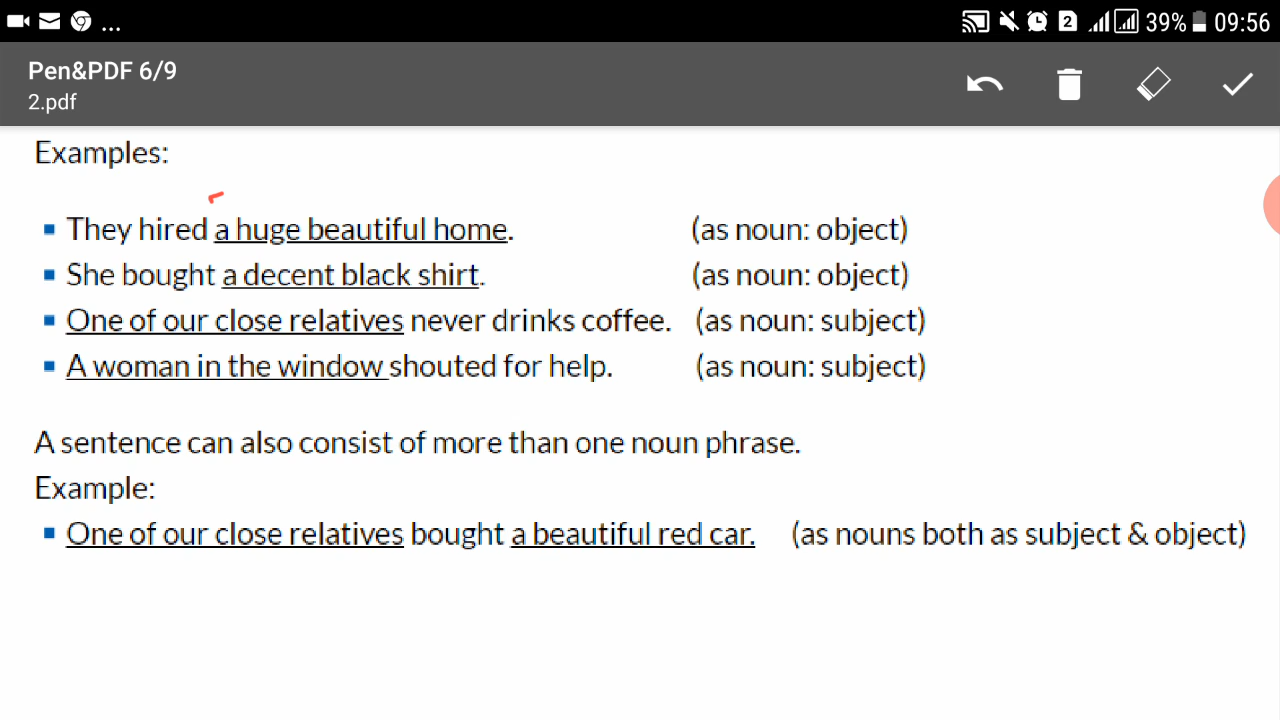 ... 2 39% 09:56
Pen&PDF 6/9
2.pdf
Examples:
▪ They hired a huge beautiful home. (as noun: object)
▪ She bought a decent black shirt. (as noun: object)
▪ One of our close relatives never drinks coffee. (as noun: subject)
▪ A woman in the window shouted for help. (as noun: subject)
A sentence can also consist of more than one noun phrase.
Example:
▪ One of our close relatives bought a beautiful red car. (as nouns both as subject & object)